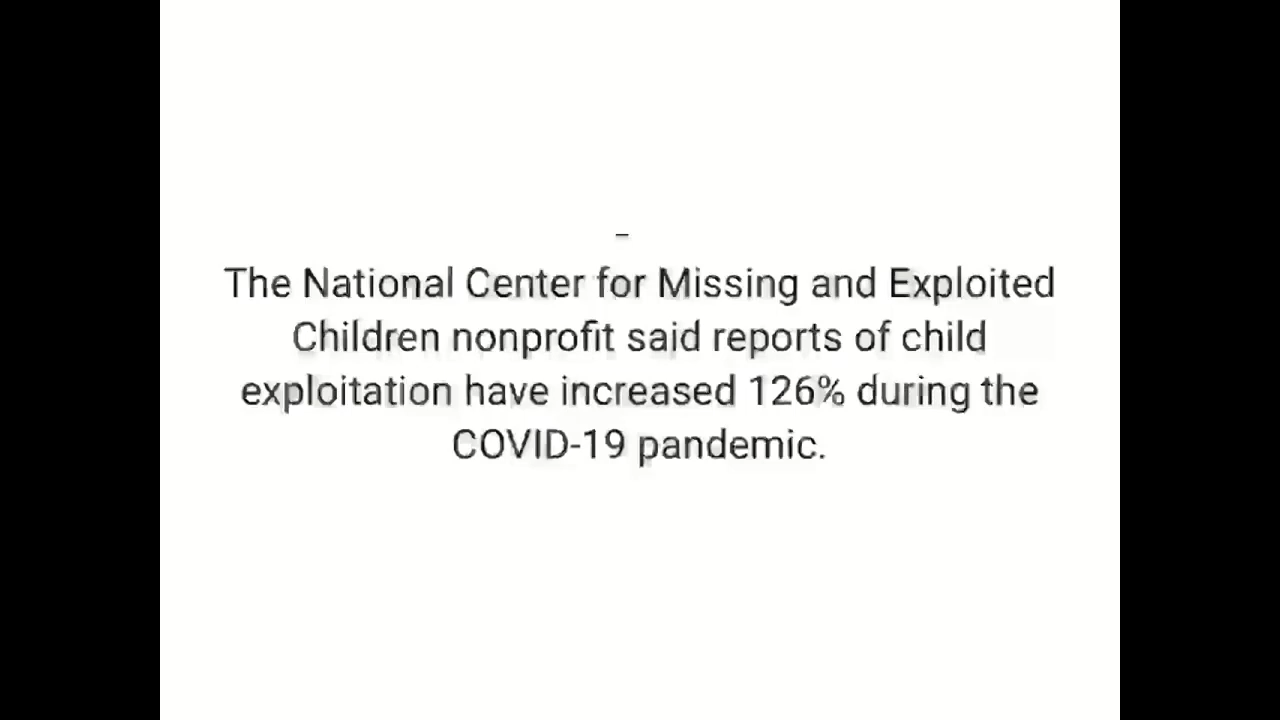 –
The National Center for Missing and Exploited
Children nonprofit said reports of child
exploitation have increased 126% during the
COVID-19 pandemic.